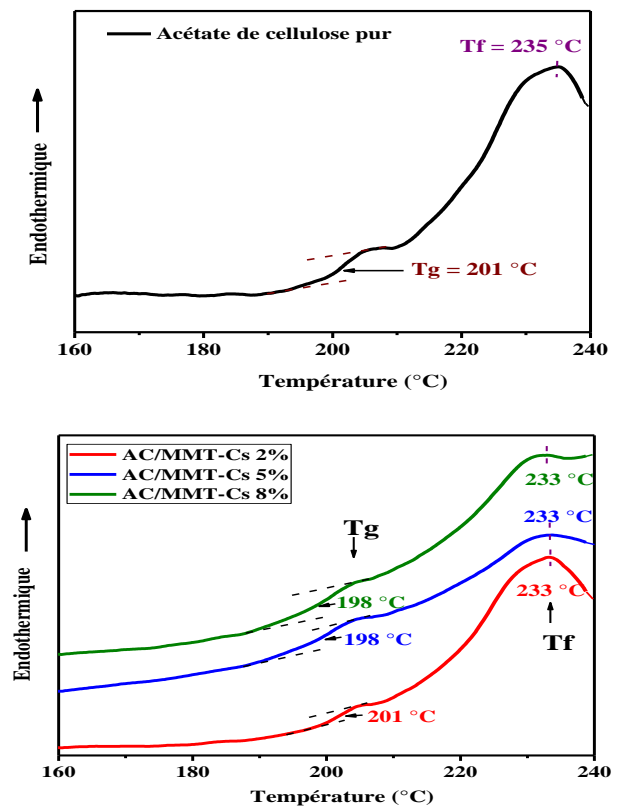 Acétate de cellulose pur
Tf = 235 °C
Tg = 201 °C
Endothermique
160 180 200 220 240
Température (°C)
AC/MMT-Cs 2%
AC/MMT-Cs 5%
AC/MMT-Cs 8%
233 °C
233 °C
Tg
198 °C
233 °C
198 °C
Tf
201 °C
Endothermique
160 180 200 220 240
Température (°C)